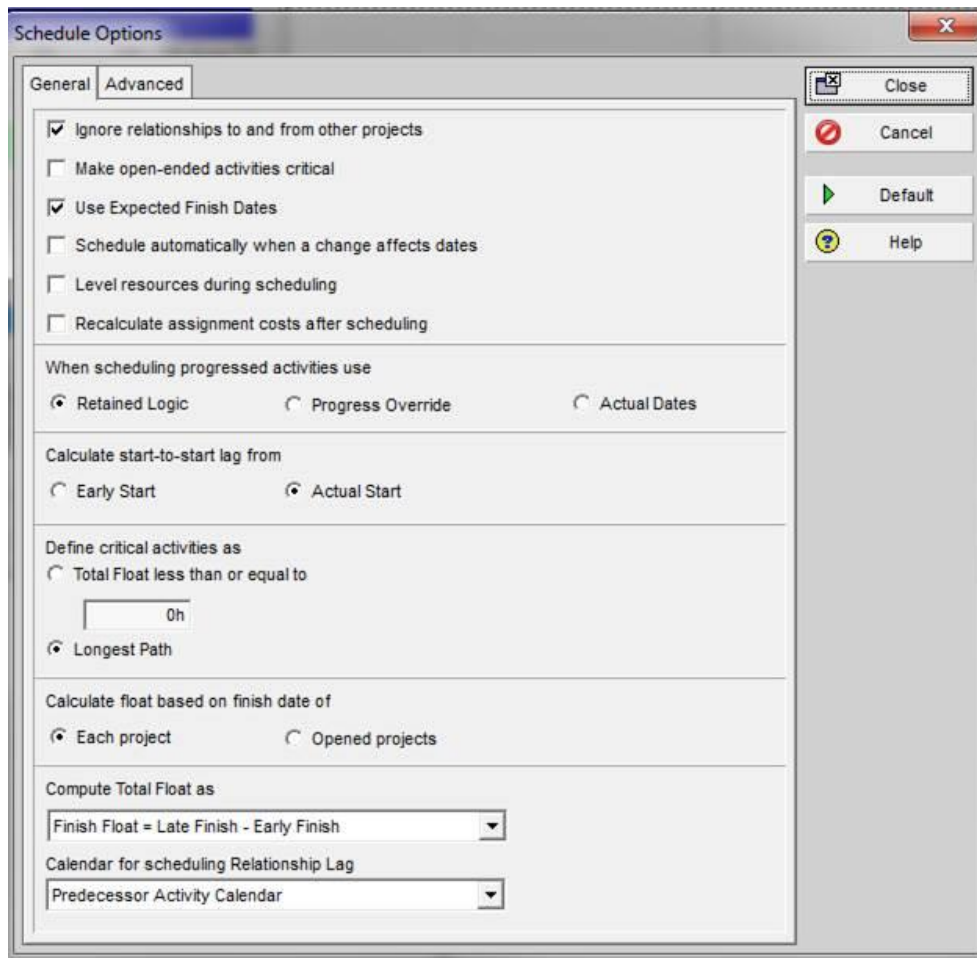 Schedule Options
General Advanced
Close
Cancel
Default
Help
Ignore relationships to and from other projects
Make open-ended activities critical
Use Expected Finish Dates
Schedule automatically when a change affects dates
Level resources during scheduling
Recalculate assignment costs after scheduling
When scheduling progressed activities use
Retained Logic Progress Override Actual Dates
Calculate start-to-start lag from
Early Start Actual Start
Define critical activities as
Total Float less than or equal to
0h
Longest Path
Calculate float based on finish date of
Each project Opened projects
Compute Total Float as
Finish Float = Late Finish - Early Finish
Calendar for scheduling Relationship Lag
Predecessor Activity Calendar